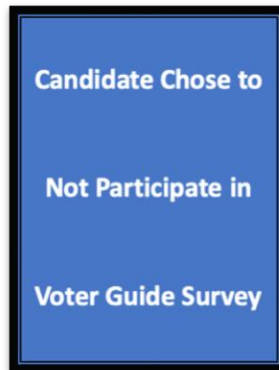 Candidate Chose to
Not Participate in
Voter Guide Survey